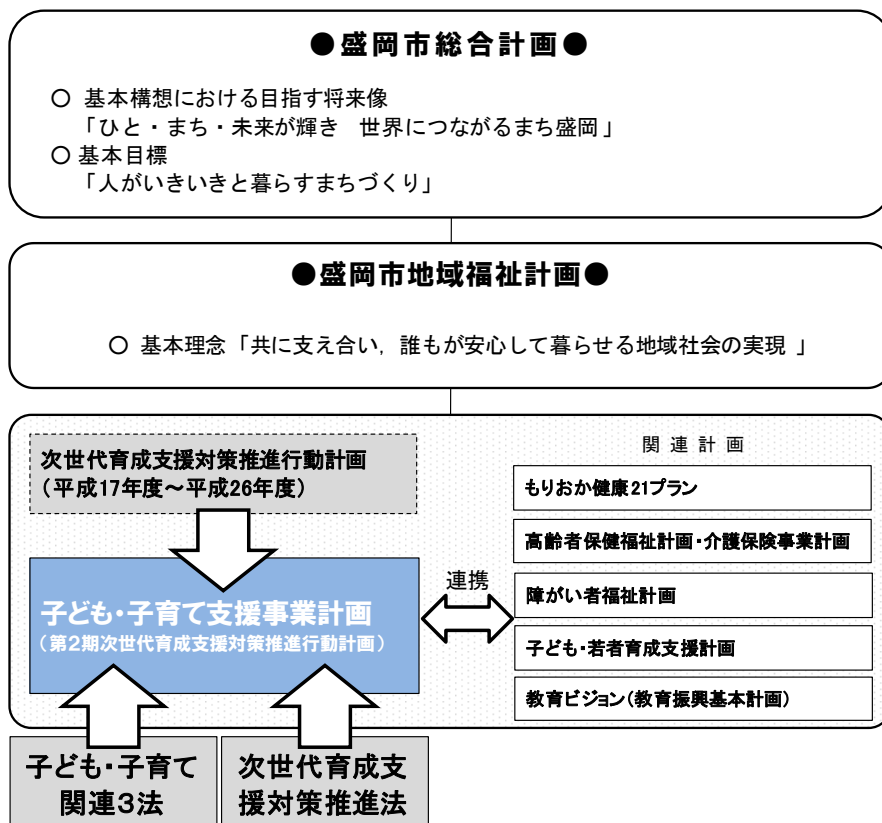 ●盛岡市総合計画●
○ 基本構想における目指す将来像
「ひと・まち・未来が輝き 世界につながるまち盛岡」
○ 基本目標
「人がいきいきと暮らすまちづくり」
●盛岡市地域福祉計画●
○ 基本理念「共に支え合い，誰もが安心して暮らせる地域社会の実現 」
次世代育成支援対策推進行動計画
（平成17年度～平成26年度）
子ども・子育て支援事業計画
（第2期次世代育成支援対策推進行動計画）
連携
関 連 計 画
もりおか健康21プラン
高齢者保健福祉計画・介護保険事業計画
障がい者福祉計画
子ども・若者育成支援計画
教育ビジョン（教育振興基本計画）
子ども・子育て
関連3法
次世代育成支
援対策推進法